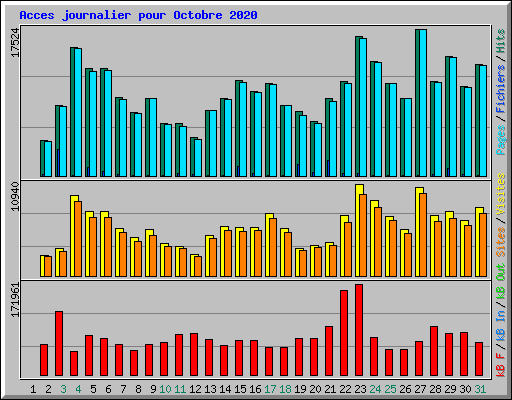 Acces journalier pour Octobre 2020
17524
Pages / Fichiers / Hits
10940
Sites / Visites
171961
kB F / kB In / kB Out
1 2 3 4 5 6 7 8 9 10 11 12 13 14 15 16 17 18 19 20 21 22 23 24 25 26 27 28 29 30 31